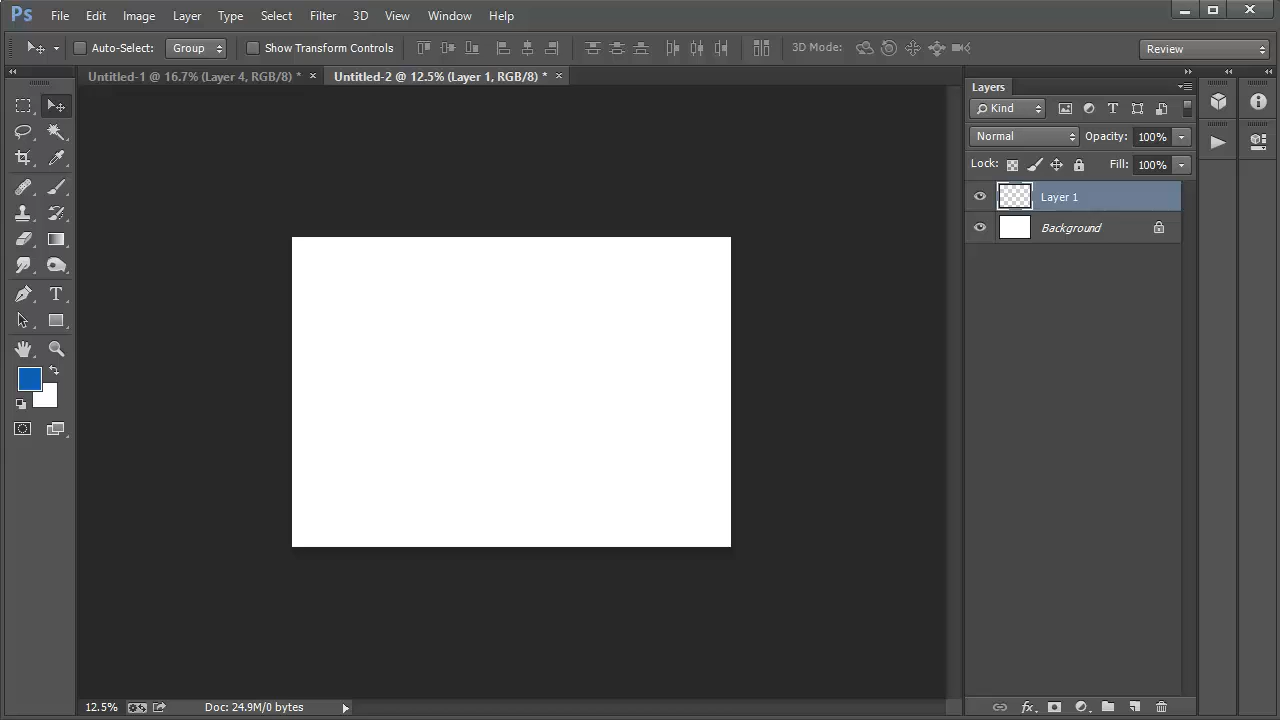 Ps File Edit Image Layer Type Select Filter 3D View Window Help
Auto-Select: Group Show Transform Controls 3D Mode: Review
Untitled-1 @ 16.7% (Layer 4, RGB/8) * × Untitled-2 @ 12.5% (Layer 1, RGB/8) * ×
Layers
Kind
Normal Opacity: 100%
Lock: Fill: 100%
Layer 1
Background
12.5% Doc: 24.9M/0 bytes